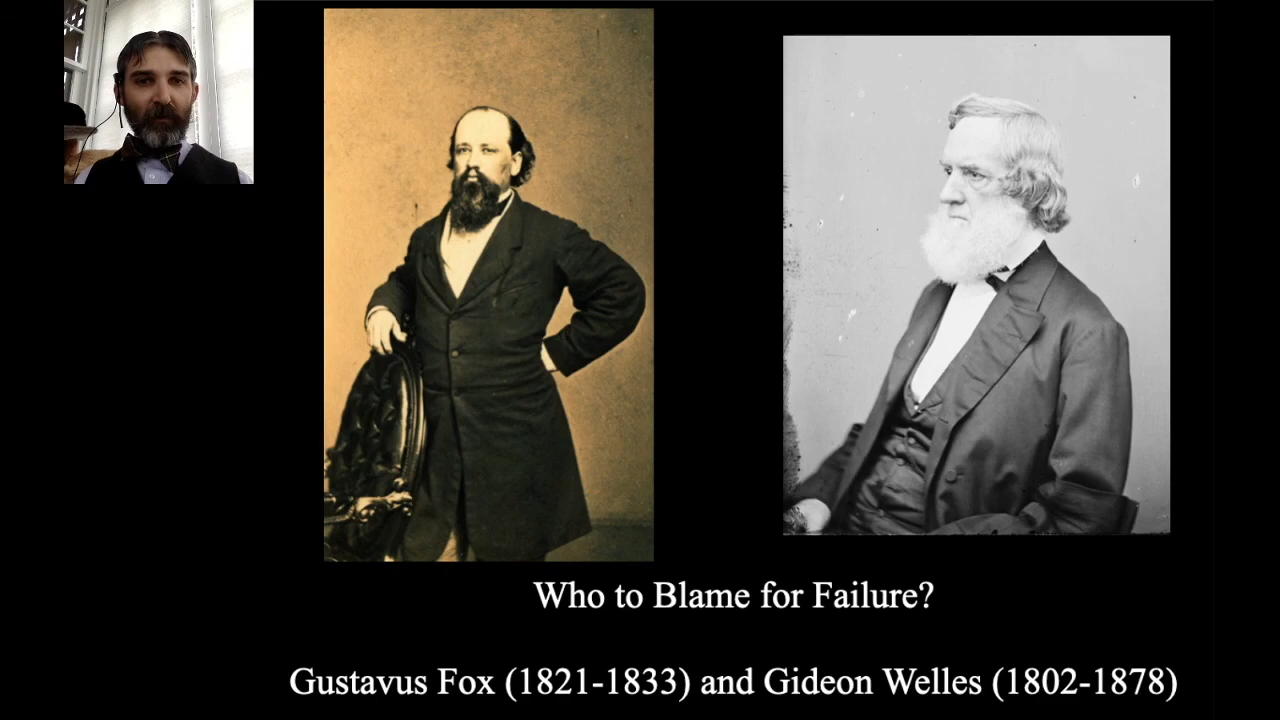 Who to Blame for Failure?
Gustavus Fox (1821-1833) and Gideon Welles (1802-1878)